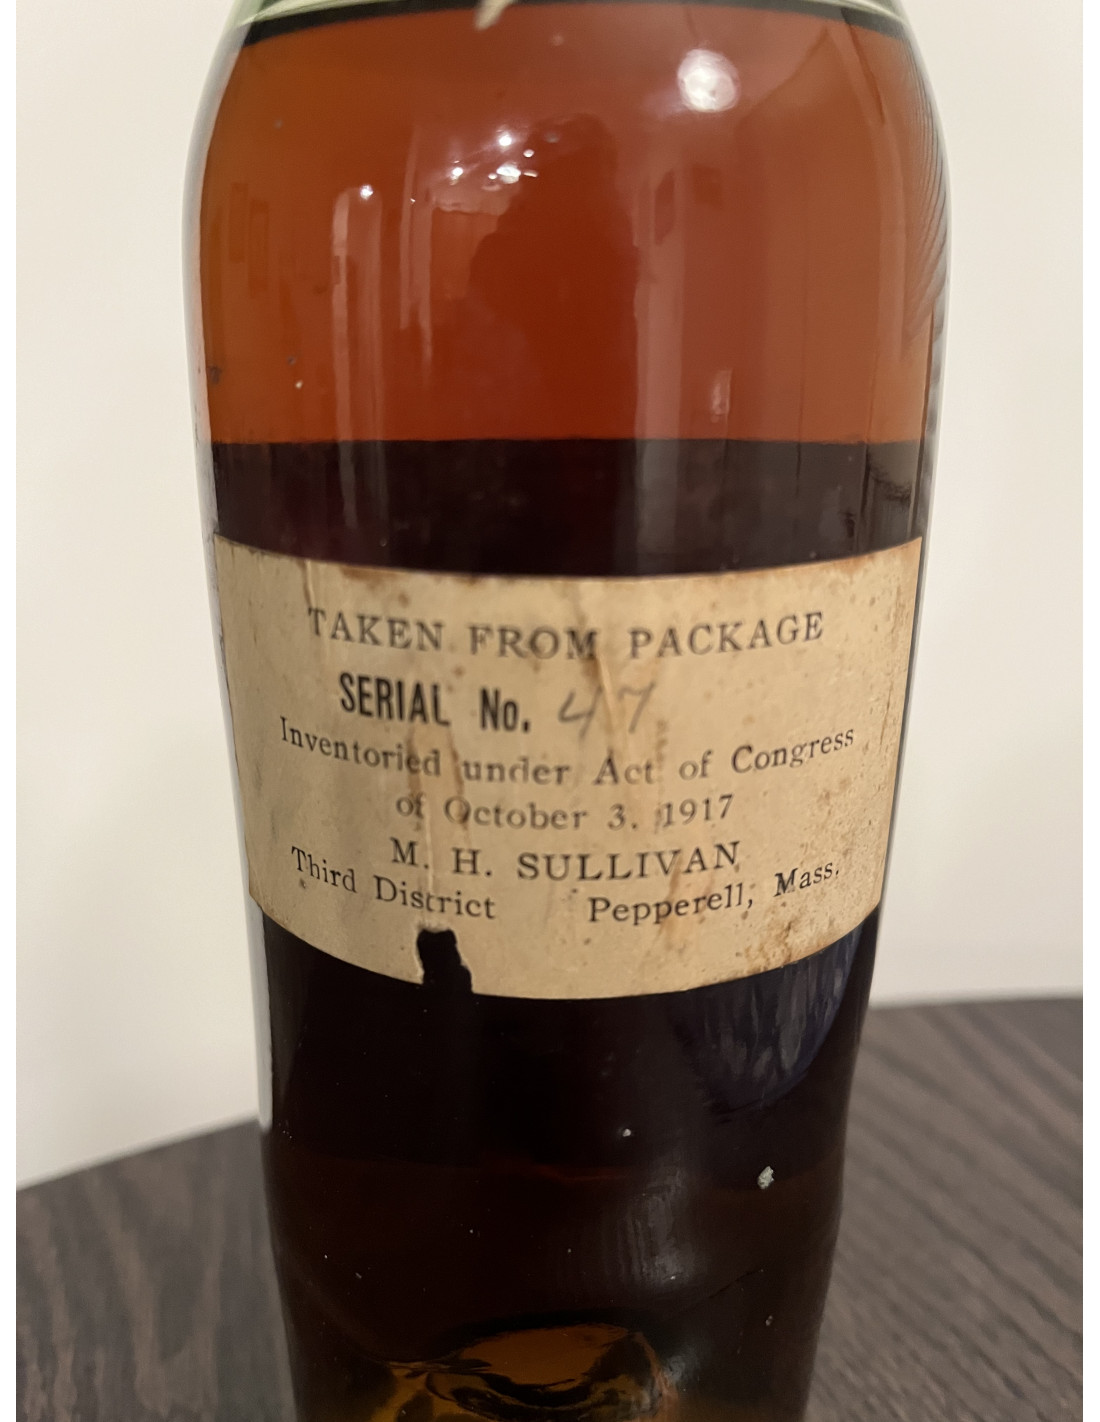 TAKEN FROM PACKAGE
SERIAL No. 47
Inventoried under Act of Congress
of October 3, 1917
M. H. SULLIVAN
Third District Pepperell, Mass.